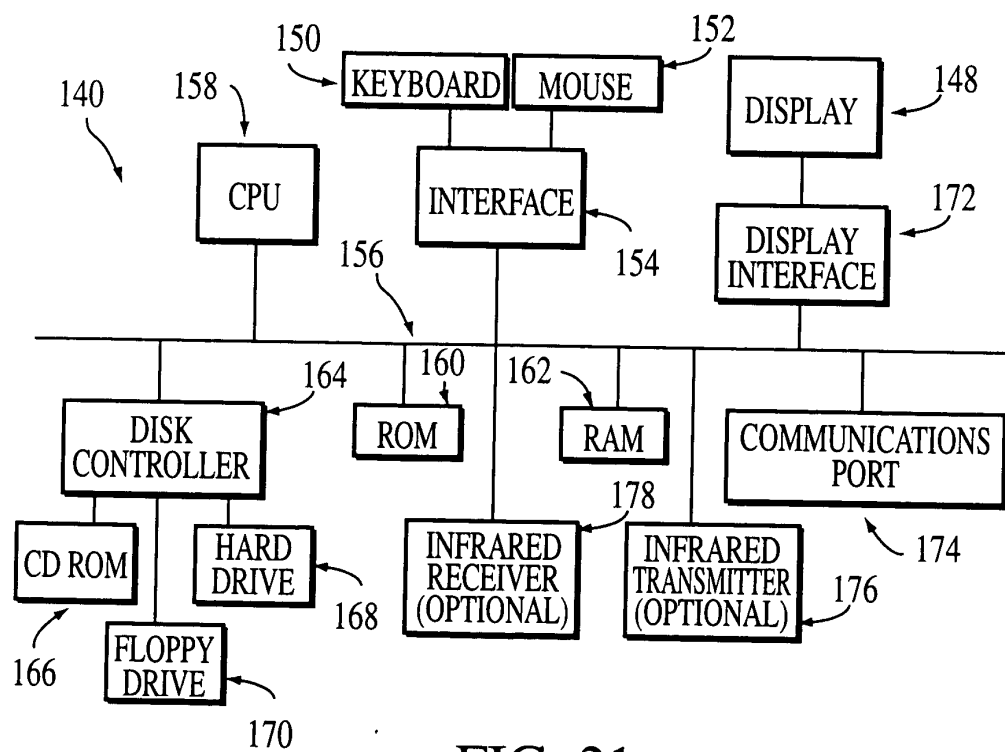 150
152
KEYBOARD
MOUSE
158
140
148
DISPLAY
CPU
INTERFACE
172
154
DISPLAY
INTERFACE
156
164
160
162
DISK
CONTROLLER
ROM
RAM
COMMUNICATIONS
PORT
178
CD ROM
HARD
DRIVE
INFRARED
RECEIVER
(OPTIONAL)
INFRARED
TRANSMITTER
(OPTIONAL)
174
176
168
166
FLOPPY
DRIVE
170
FIG. 21